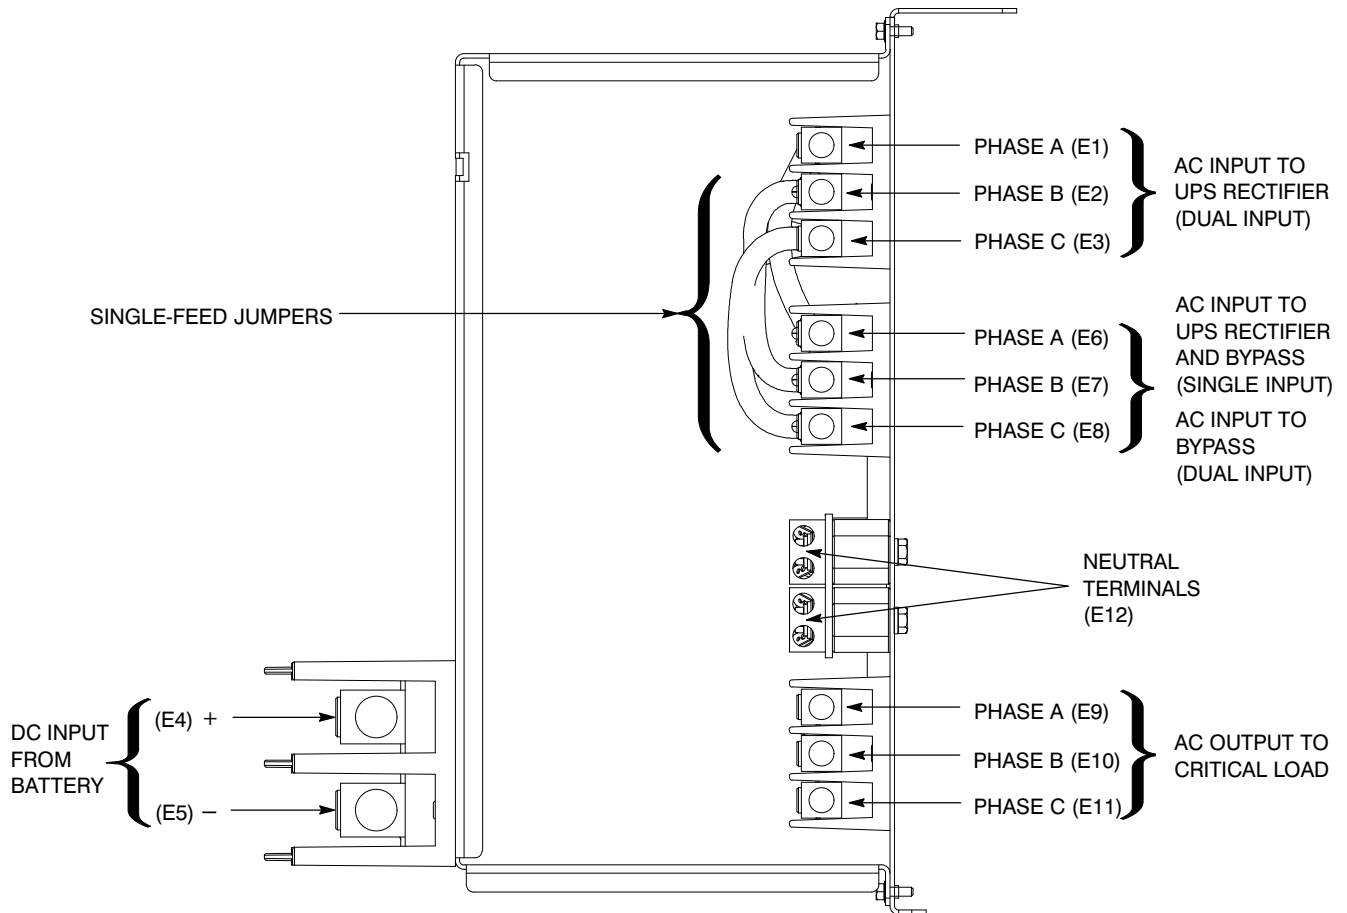 PHASE A (E1)
PHASE B (E2)
PHASE C (E3)
AC INPUT TO
UPS RECTIFIER
(DUAL INPUT)
SINGLE-FEED JUMPERS
PHASE A (E6)
PHASE B (E7)
PHASE C (E8)
AC INPUT TO
UPS RECTIFIER
AND BYPASS
(SINGLE INPUT)
AC INPUT TO
BYPASS
(DUAL INPUT)
NEUTRAL
TERMINALS
(E12)
DC INPUT
FROM
BATTERY
(E4) +
(E5) −
PHASE A (E9)
PHASE B (E10)
PHASE C (E11)
AC OUTPUT TO
CRITICAL LOAD